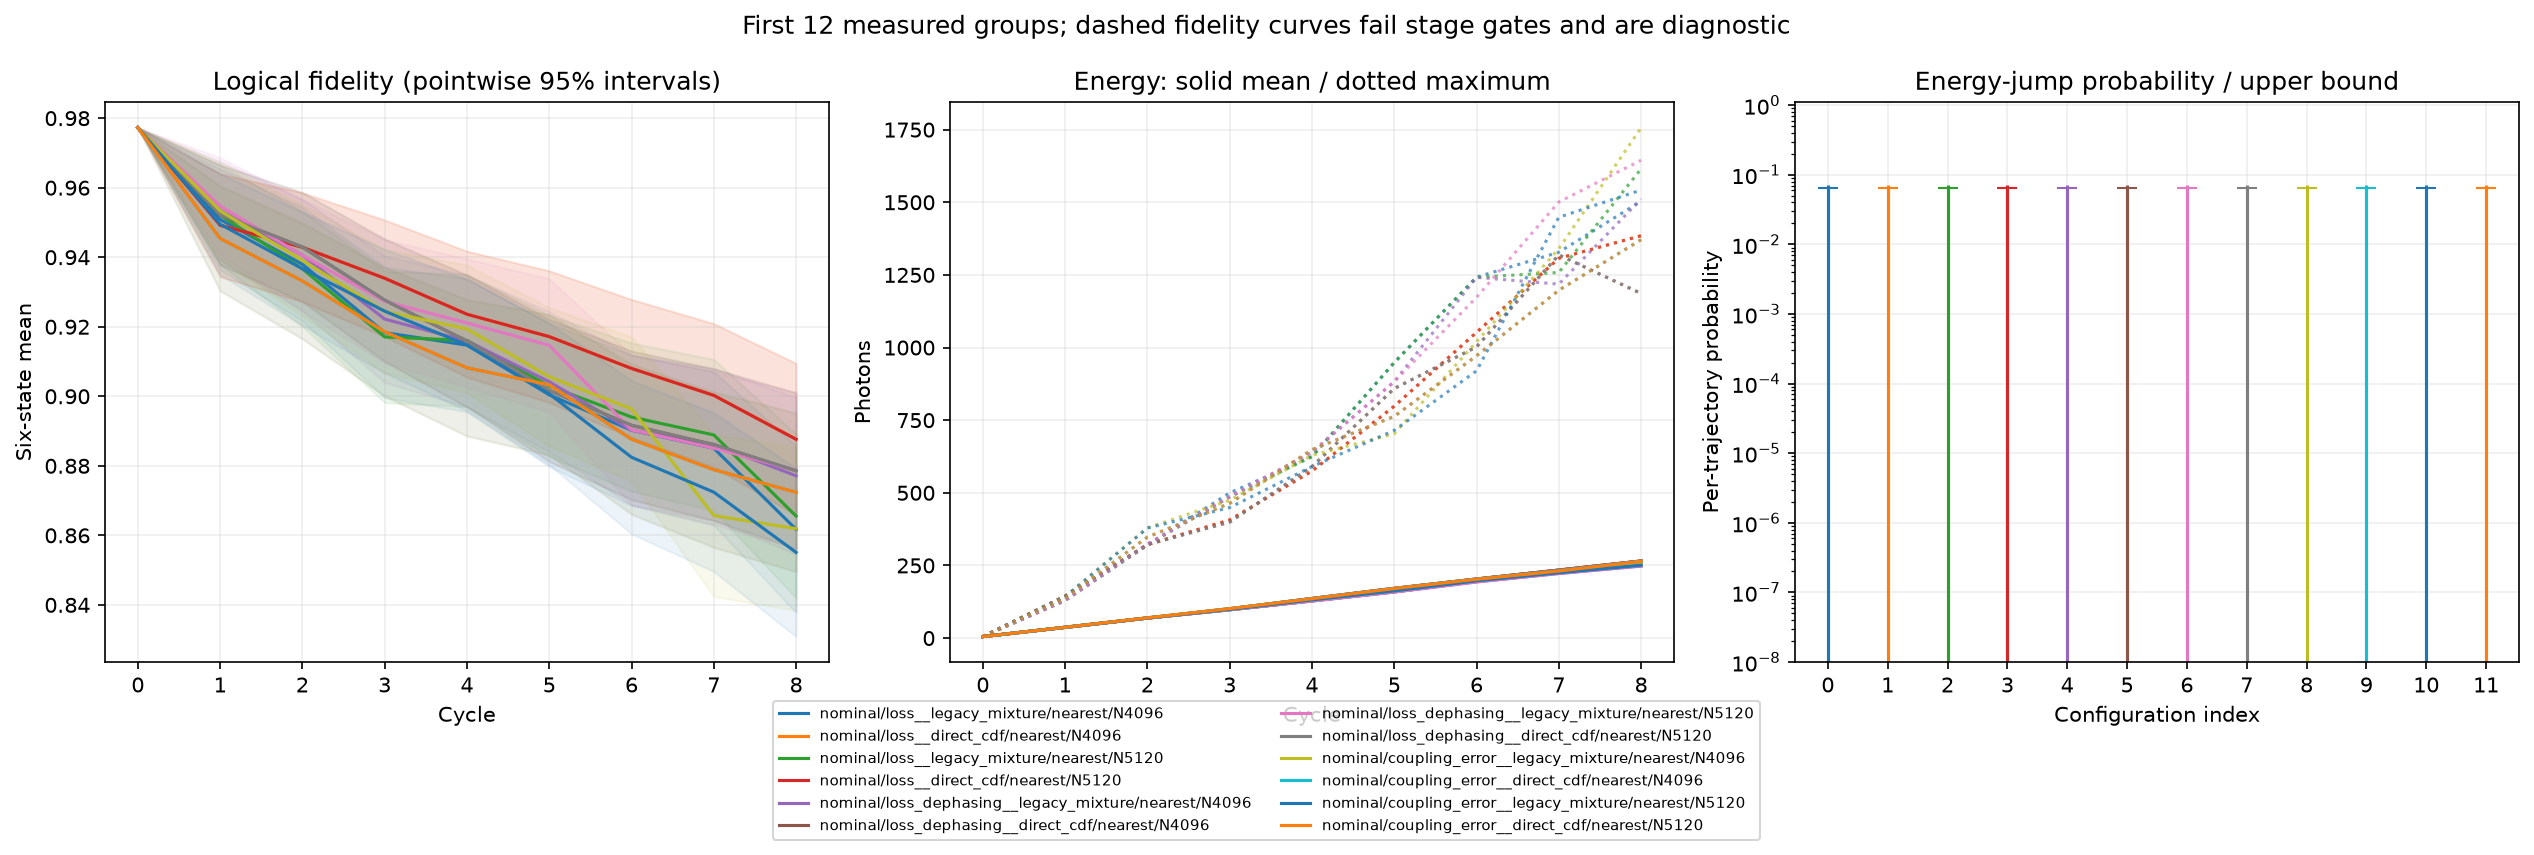 First 12 measured groups; dashed fidelity curves fail stage gates and are diagnostic
Logical fidelity (pointwise 95% intervals)
Six-state mean
0.98
0.96
0.94
0.92
0.90
0.88
0.86
0.84
0 1 2 3 4 5 6 7 8
Cycle
Energy: solid mean / dotted maximum
Photons
1750
1500
1250
1000
750
500
250
0
0 1 2 3 4 5 6 7 8
Cycle
Energy-jump probability / upper bound
Per-trajectory probability
10⁰
10⁻¹
10⁻²
10⁻³
10⁻⁴
10⁻⁵
10⁻⁶
10⁻⁷
10⁻⁸
0 1 2 3 4 5 6 7 8 9 10 11
Configuration index
nominal/loss__legacy_mixture/nearest/N4096
nominal/loss__direct_cdf/nearest/N4096
nominal/loss__legacy_mixture/nearest/N5120
nominal/loss__direct_cdf/nearest/N5120
nominal/loss_dephasing__legacy_mixture/nearest/N4096
nominal/loss_dephasing__direct_cdf/nearest/N4096
nominal/loss_dephasing__legacy_mixture/nearest/N5120
nominal/loss_dephasing__direct_cdf/nearest/N5120
nominal/coupling_error__legacy_mixture/nearest/N4096
nominal/coupling_error__direct_cdf/nearest/N4096
nominal/coupling_error__legacy_mixture/nearest/N5120
nominal/coupling_error__direct_cdf/nearest/N5120